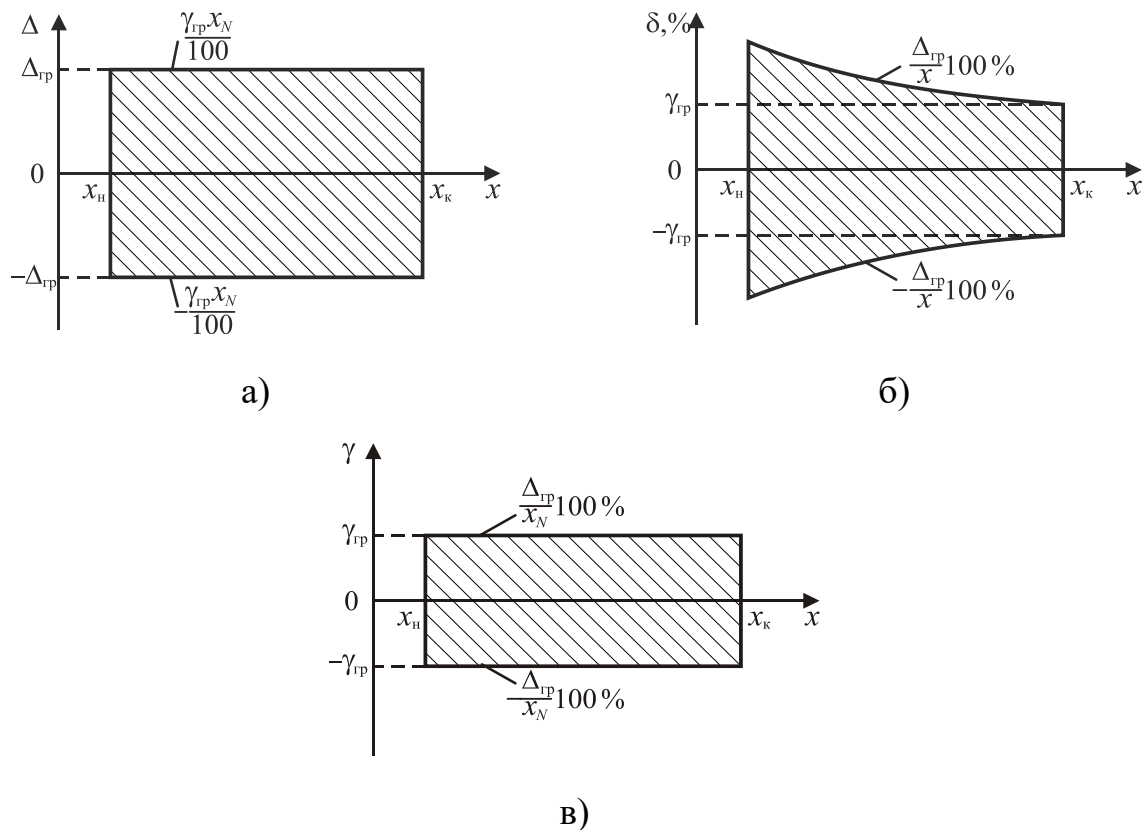 Δ
γгр xN
100
Δгр
0
xн
xк
x
−Δгр
−γгр xN
100
а)
δ,%
Δгр
x 100 %
γгр
0
xн
xк
x
−γгр
−Δгр
x 100 %
б)
γ
Δгр
xN 100 %
γгр
0
xн
xк
x
−γгр
−Δгр
xN 100 %
в)